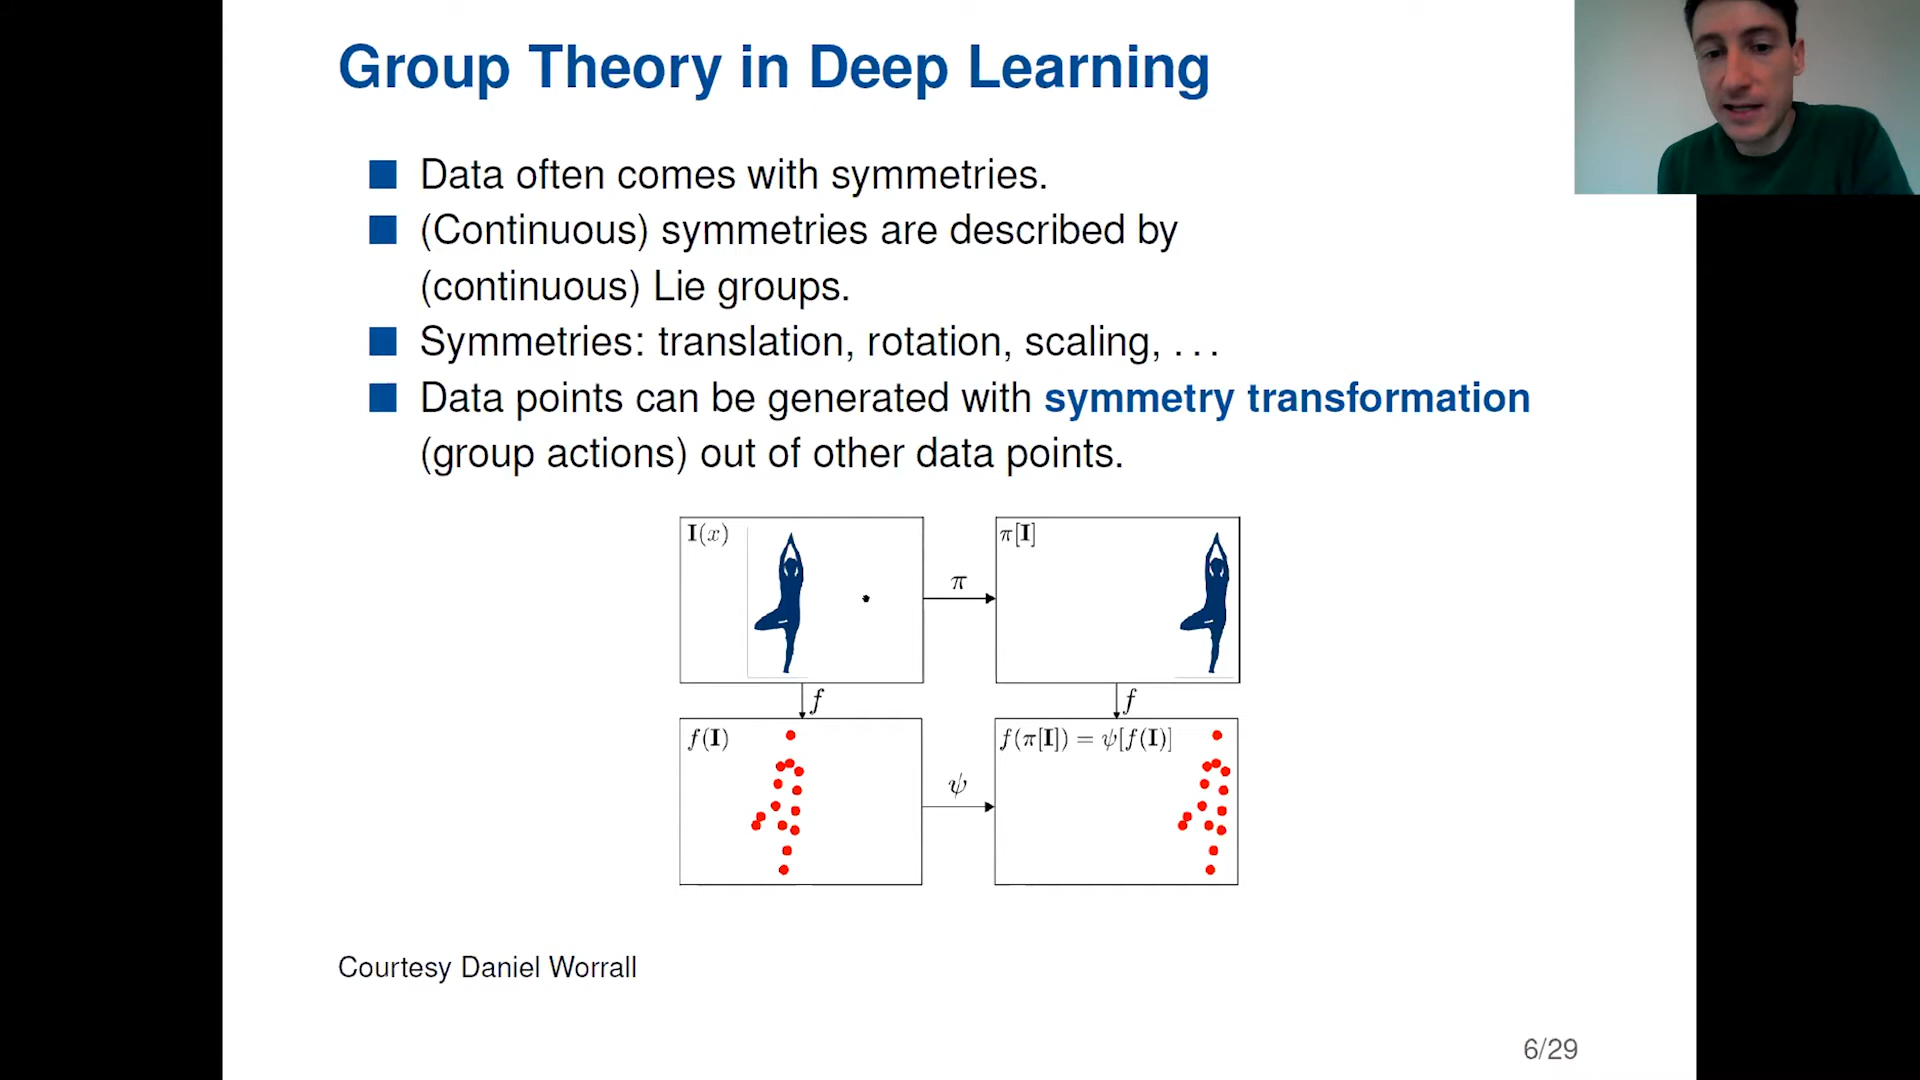 Group Theory in Deep Learning
Data often comes with symmetries.
(Continuous) symmetries are described by
(continuous) Lie groups.
Symmetries: translation, rotation, scaling, ...
Data points can be generated with symmetry transformation
(group actions) out of other data points.
I(x)
π
π[I]
f
f
f(I)
ψ
f(π[I]) = ψ[f(I)]
Courtesy Daniel Worrall
6/29